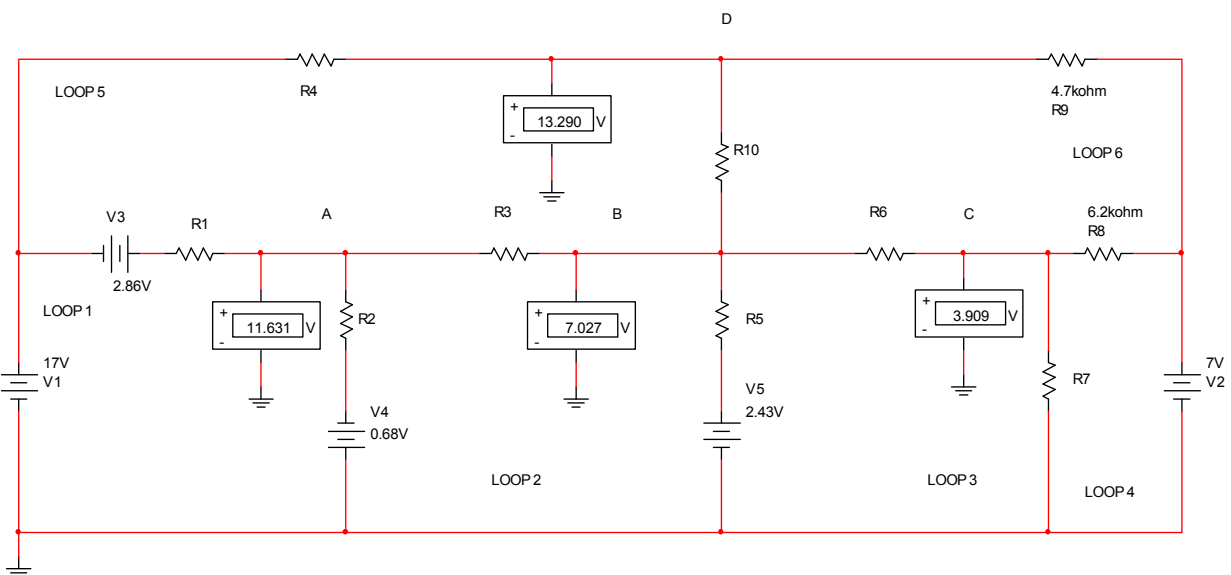 D
LOOP 5
R4
4.7kohm
R9
+
13.290 V
-
R10
LOOP 6
V3
R1
A
R3
B
R6
C
6.2kohm
R8
2.86V
LOOP 1
+
11.631 V
-
R2
+
7.027 V
-
R5
+
3.909 V
-
17V
V1
V4
0.68V
V5
2.43V
R7
7V
V2
LOOP 2
LOOP 3
LOOP 4